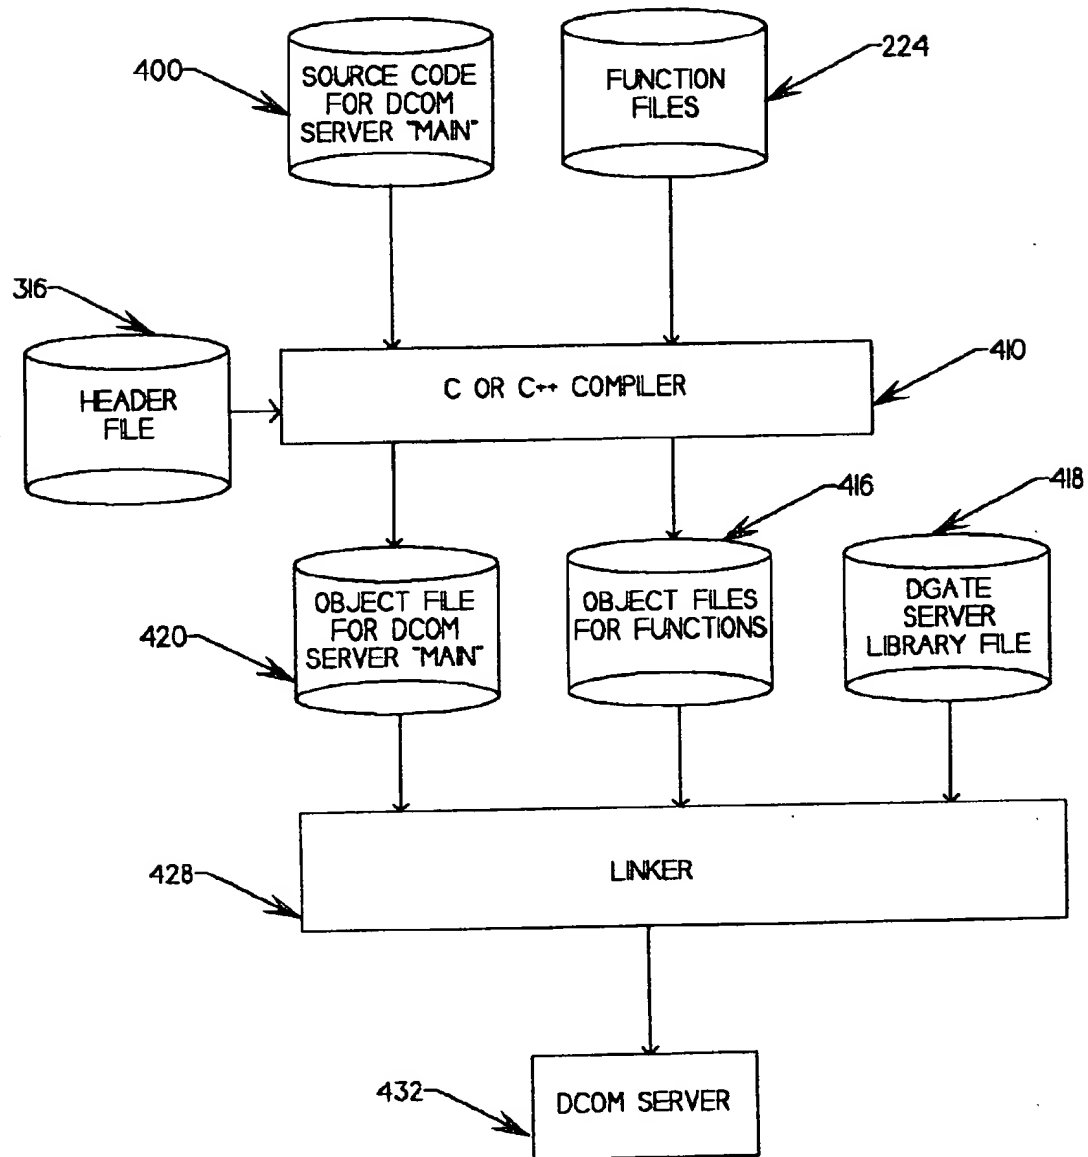 400
SOURCE CODE
FOR DCOM
SERVER "MAIN"
FUNCTION
FILES
224
316
HEADER
FILE
C OR C++ COMPILER
410
420
OBJECT FILE
FOR DCOM
SERVER "MAIN"
416
OBJECT FILES
FOR FUNCTIONS
418
DGATE
SERVER
LIBRARY FILE
428
LINKER
432
DCOM SERVER